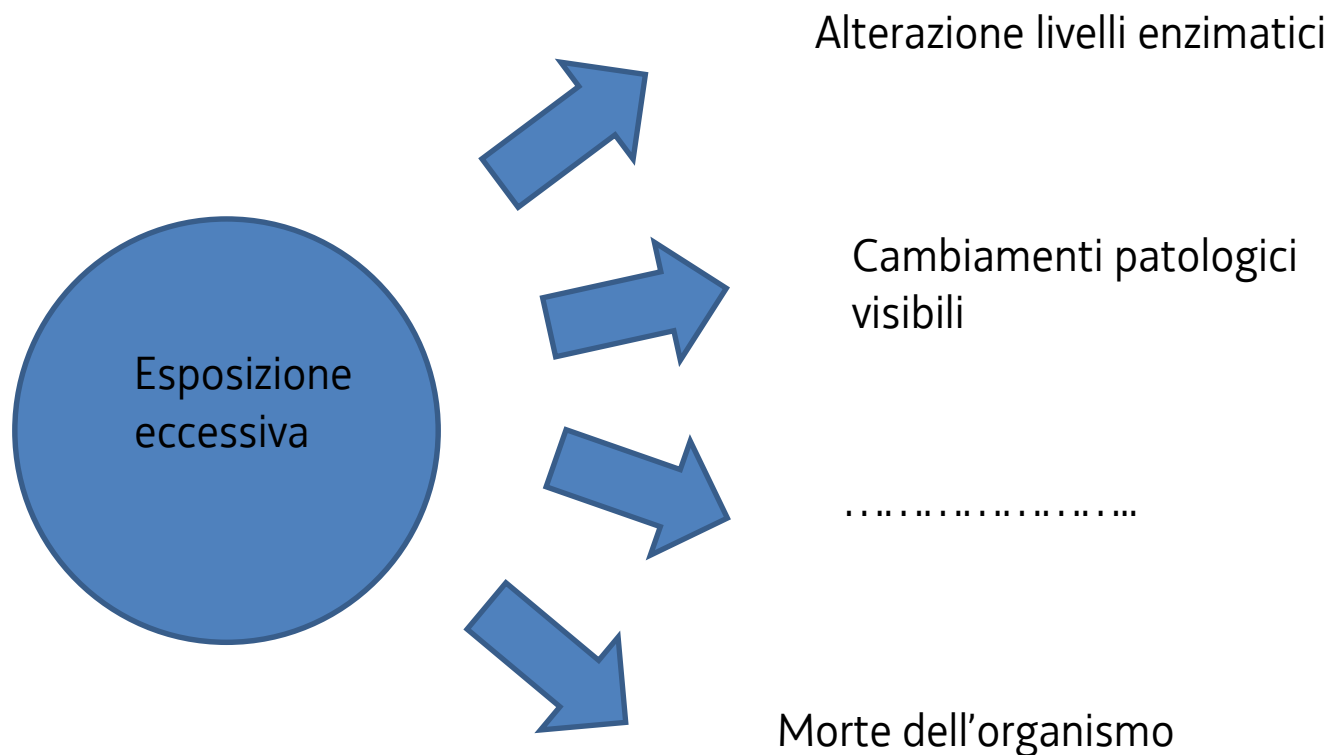 Alterazione livelli enzimatici
Cambiamenti patologici
visibili
Esposizione
eccessiva
…………………...
Morte dell'organismo